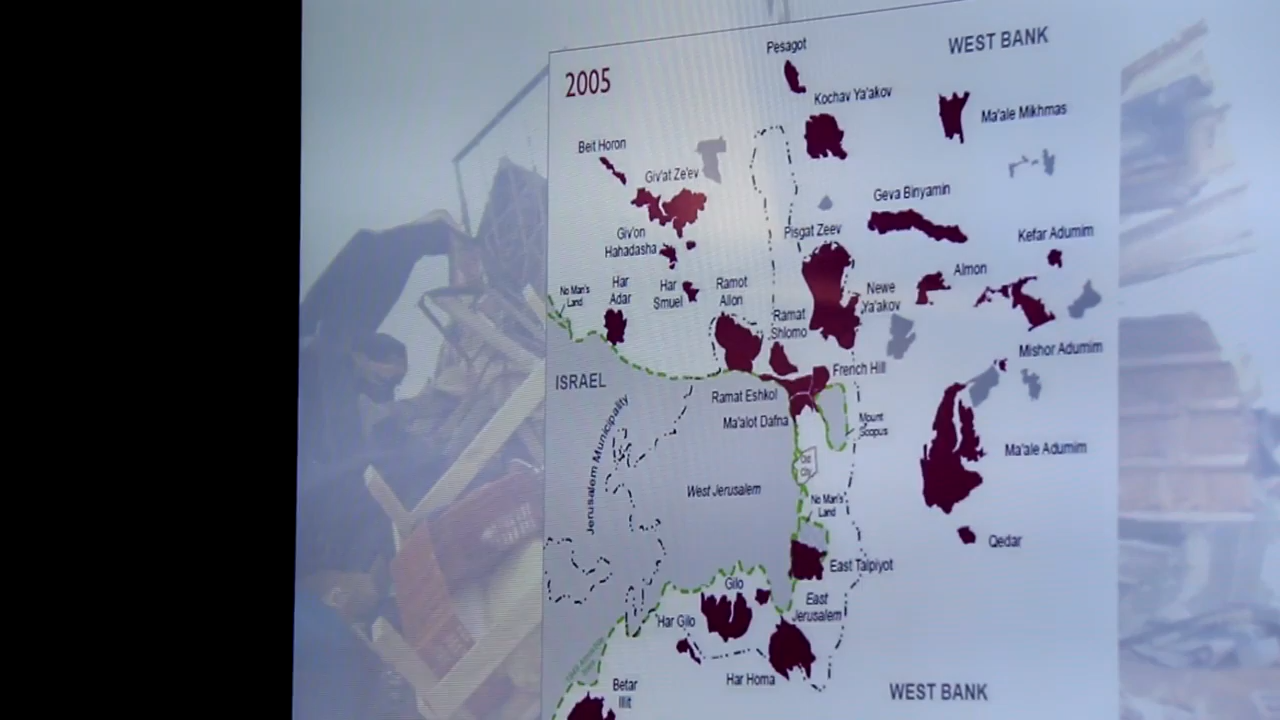 2005
Pesagot
WEST BANK
Kochav Ya'akov
Ma'ale Mikhmas
Beit Horon
Giv'at Ze'ev
Geva Binyamin
Giv'on
Hahadasha
Pisgat Zeev
Kefar Adumim
Almon
No Man's
Land
Har
Adar
Har
Smuel
Ramot
Allon
Newe
Ya'akov
Ramat
Shlomo
Mishor Adumim
French Hill
ISRAEL
Ramat Eshkol
Ma'alot Dafna
Mount
Scopus
Jerusalem Municipality
Ma'ale Adumim
Old
City
West Jerusalem
No Man's
Land
Qedar
East Talpiyot
Gilo
East
Jerusalem
Har Gilo
Har Homa
Betar
Illit
WEST BANK